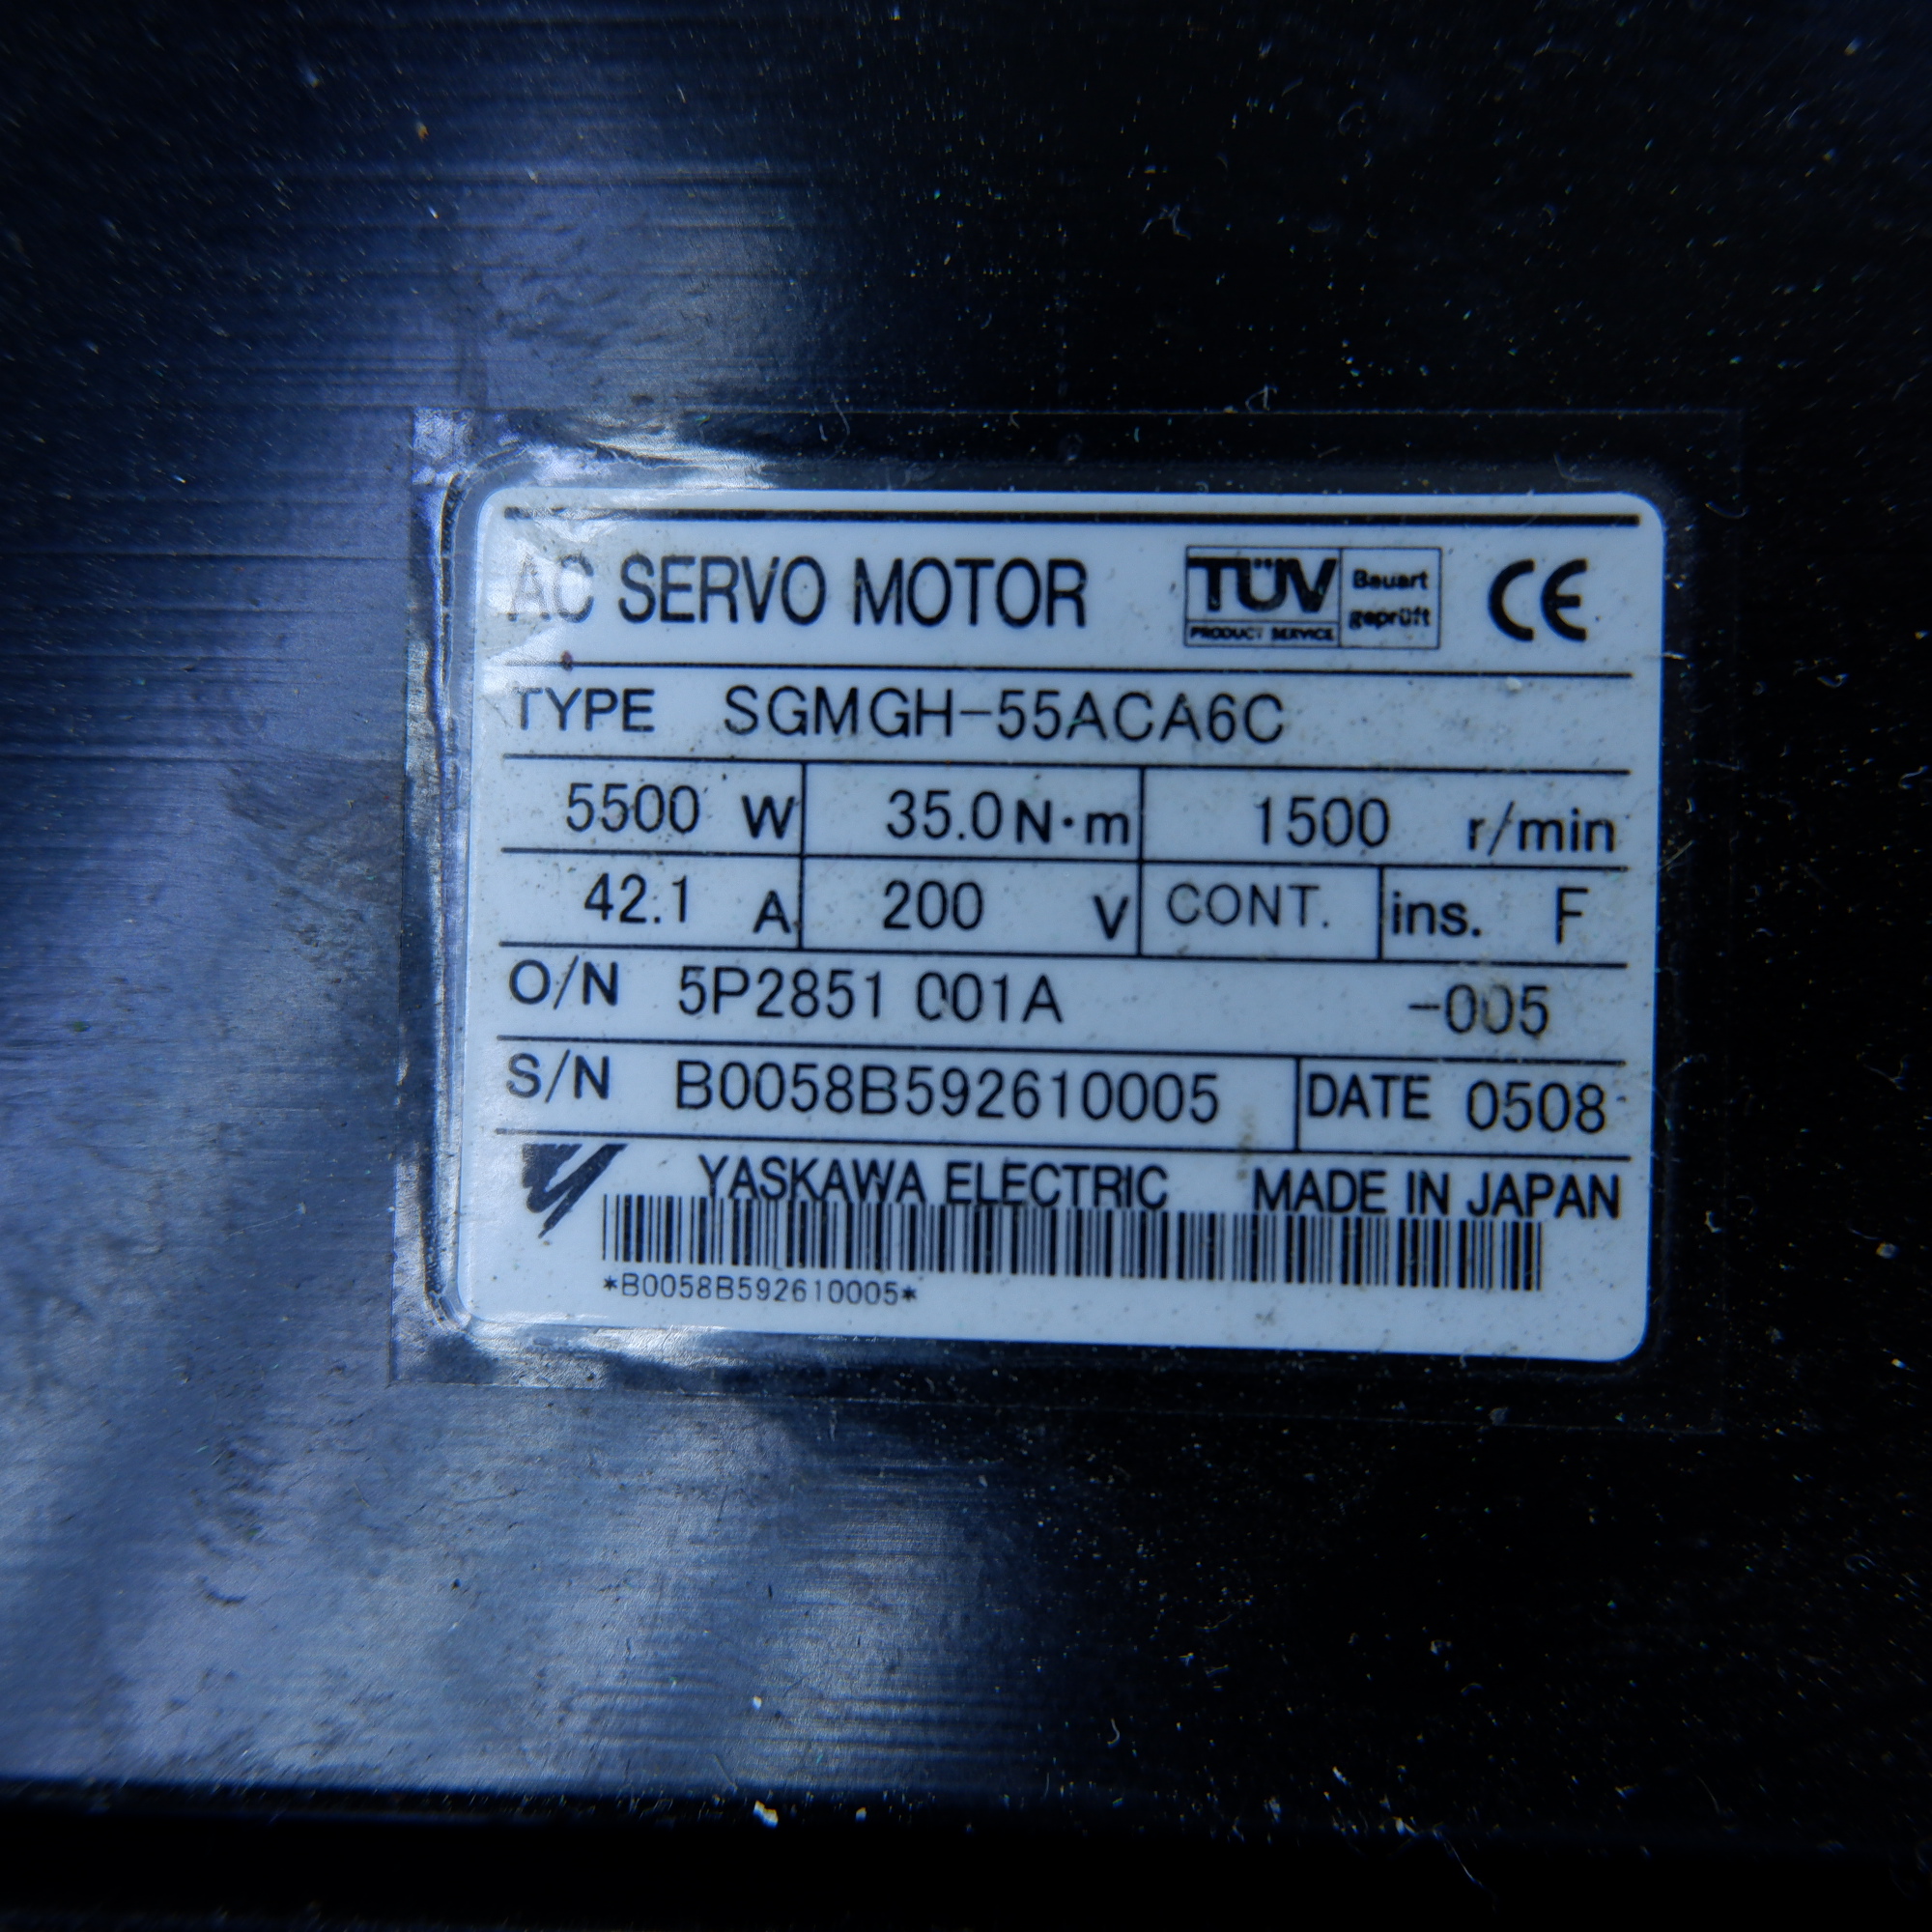 AC SERVO MOTOR TÜV PRODUCT SERVICE Bauart geprüft CE
TYPE SGMGH-55ACA6C
5500 W 35.0 N·m 1500 r/min
42.1 A 200 V CONT. ins. F
O/N 5P2851 001A -005
S/N B0058B592610005 DATE 0508
YASKAWA ELECTRIC MADE IN JAPAN
*B0058B592610005*